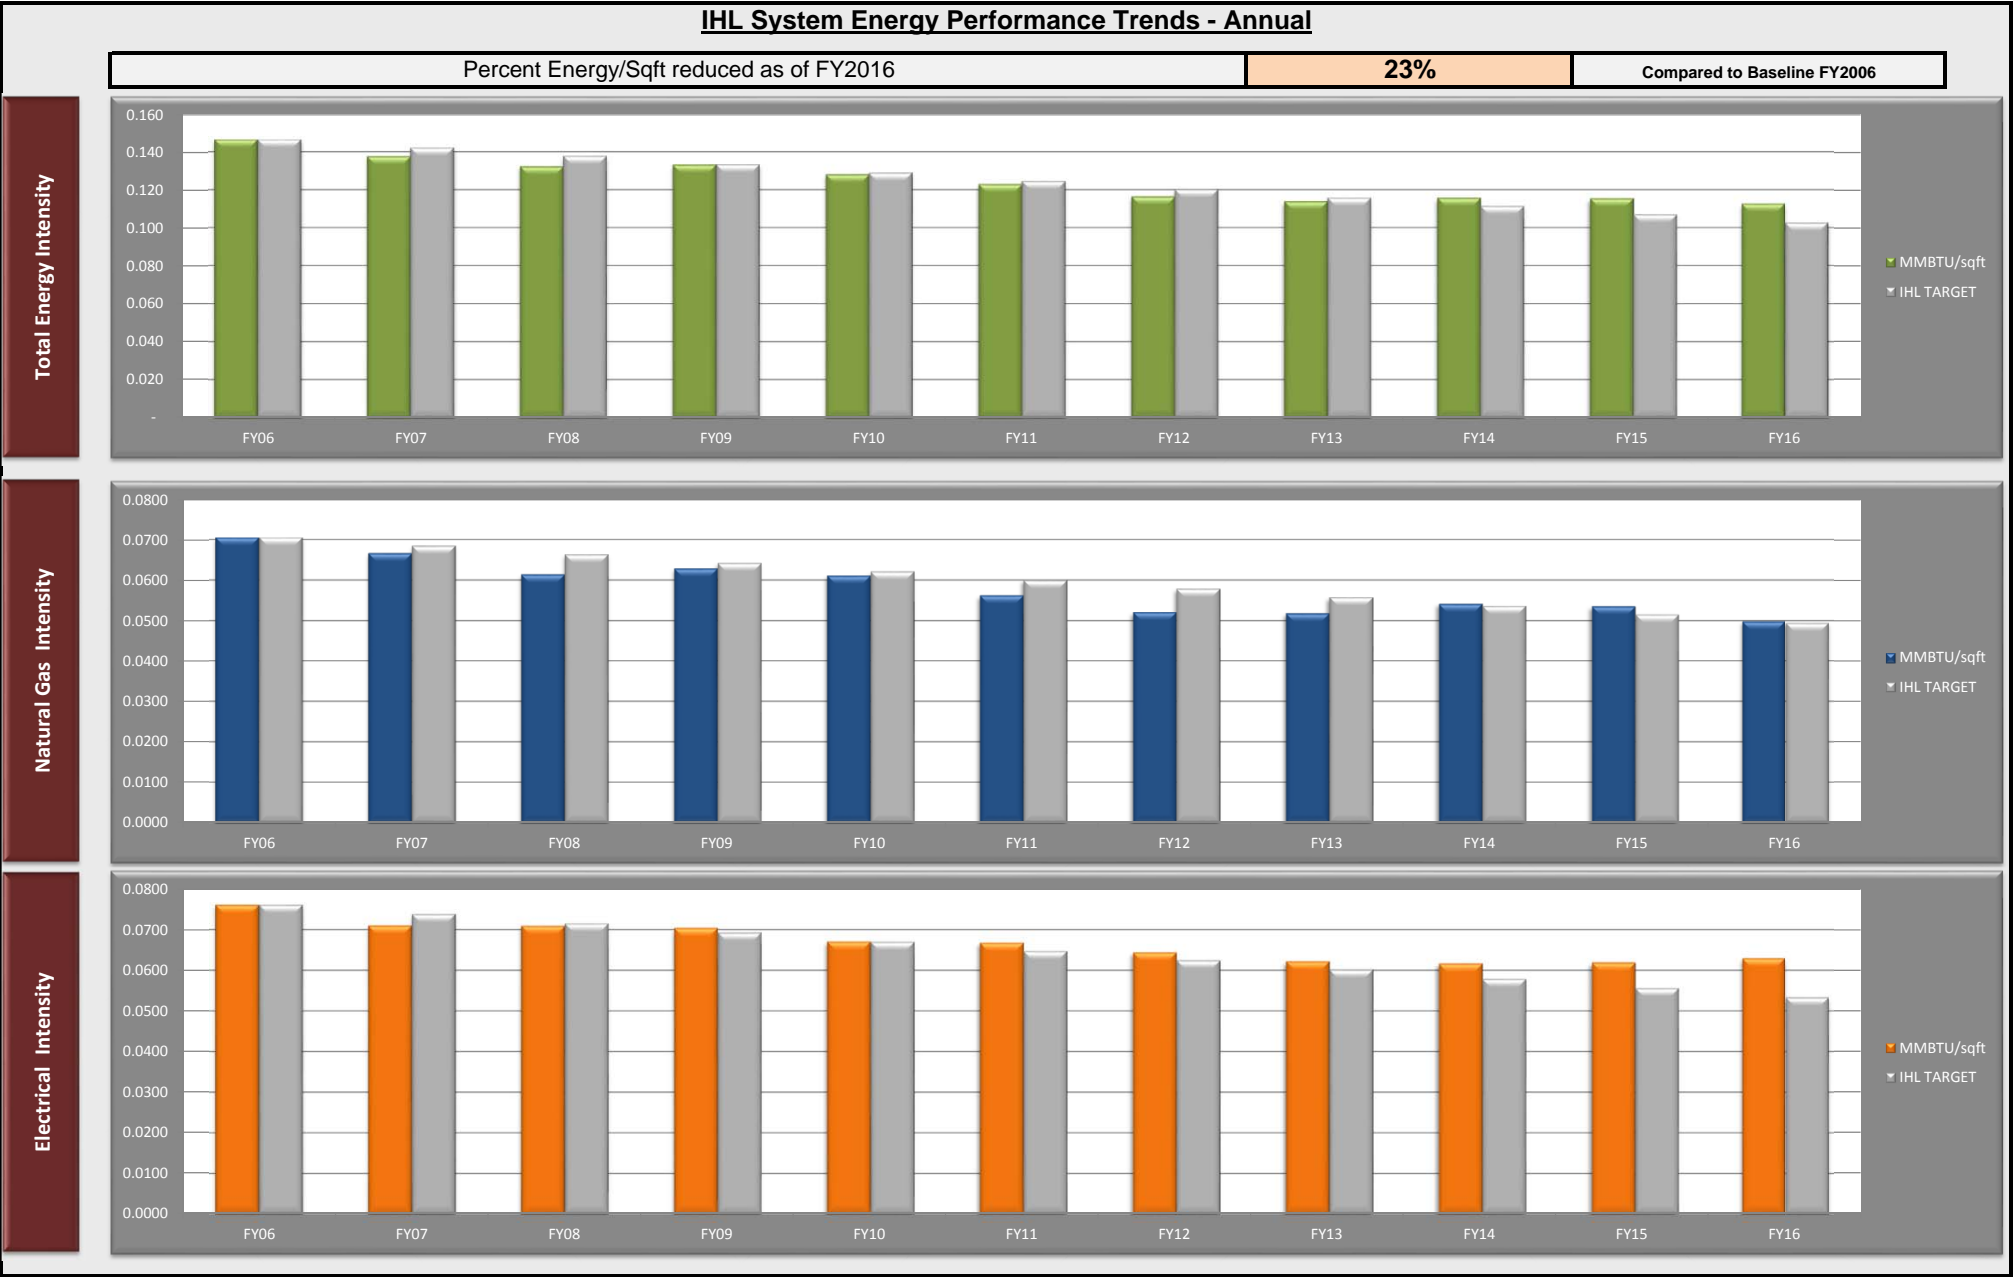 IHL System Energy Performance Trends - Annual
Percent Energy/Sqft reduced as of FY2016 23% Compared to Baseline FY2006
Total Energy Intensity
0.160
0.140
0.120
0.100
0.080
0.060
0.040
0.020
-
FY06 FY07 FY08 FY09 FY10 FY11 FY12 FY13 FY14 FY15 FY16
MMBTU/sqft
IHL TARGET
Natural Gas Intensity
0.0800
0.0700
0.0600
0.0500
0.0400
0.0300
0.0200
0.0100
0.0000
FY06 FY07 FY08 FY09 FY10 FY11 FY12 FY13 FY14 FY15 FY16
MMBTU/sqft
IHL TARGET
Electrical Intensity
0.0800
0.0700
0.0600
0.0500
0.0400
0.0300
0.0200
0.0100
0.0000
FY06 FY07 FY08 FY09 FY10 FY11 FY12 FY13 FY14 FY15 FY16
MMBTU/sqft
IHL TARGET